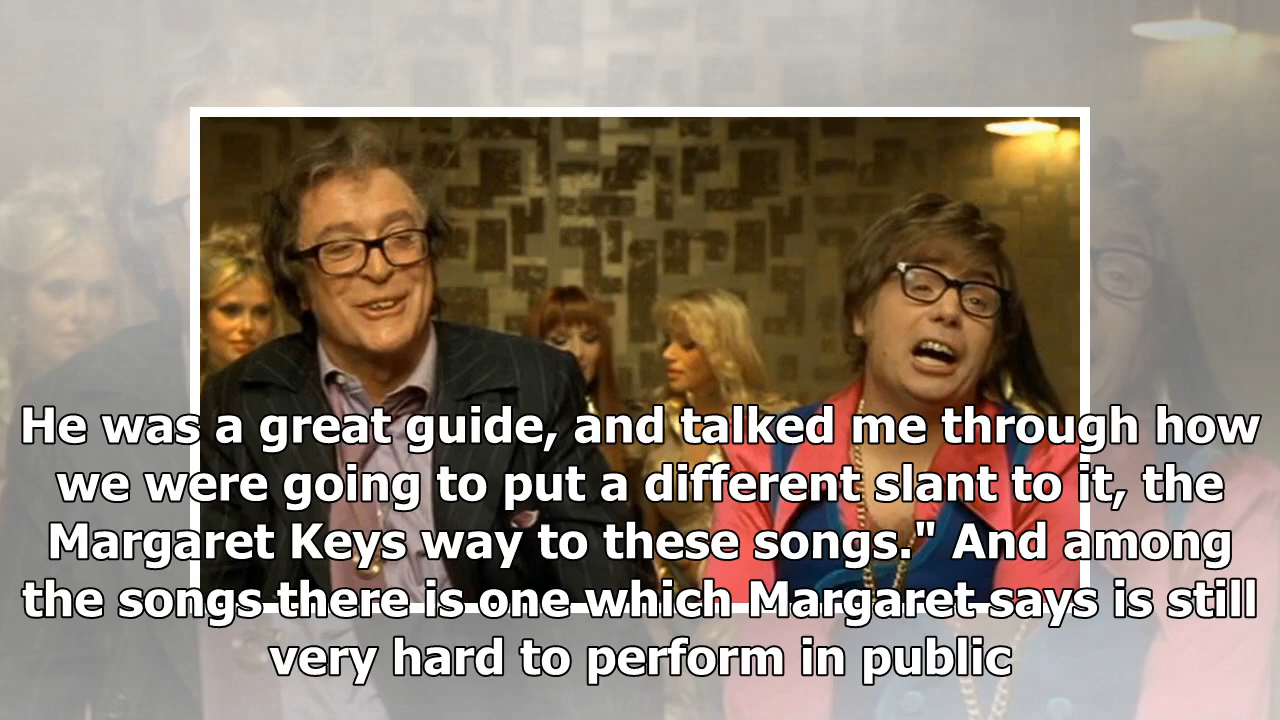 He was a great guide, and talked me through how
we were going to put a different slant to it, the
Margaret Keys way to these songs." And among
the songs there is one which Margaret says is still
very hard to perform in public